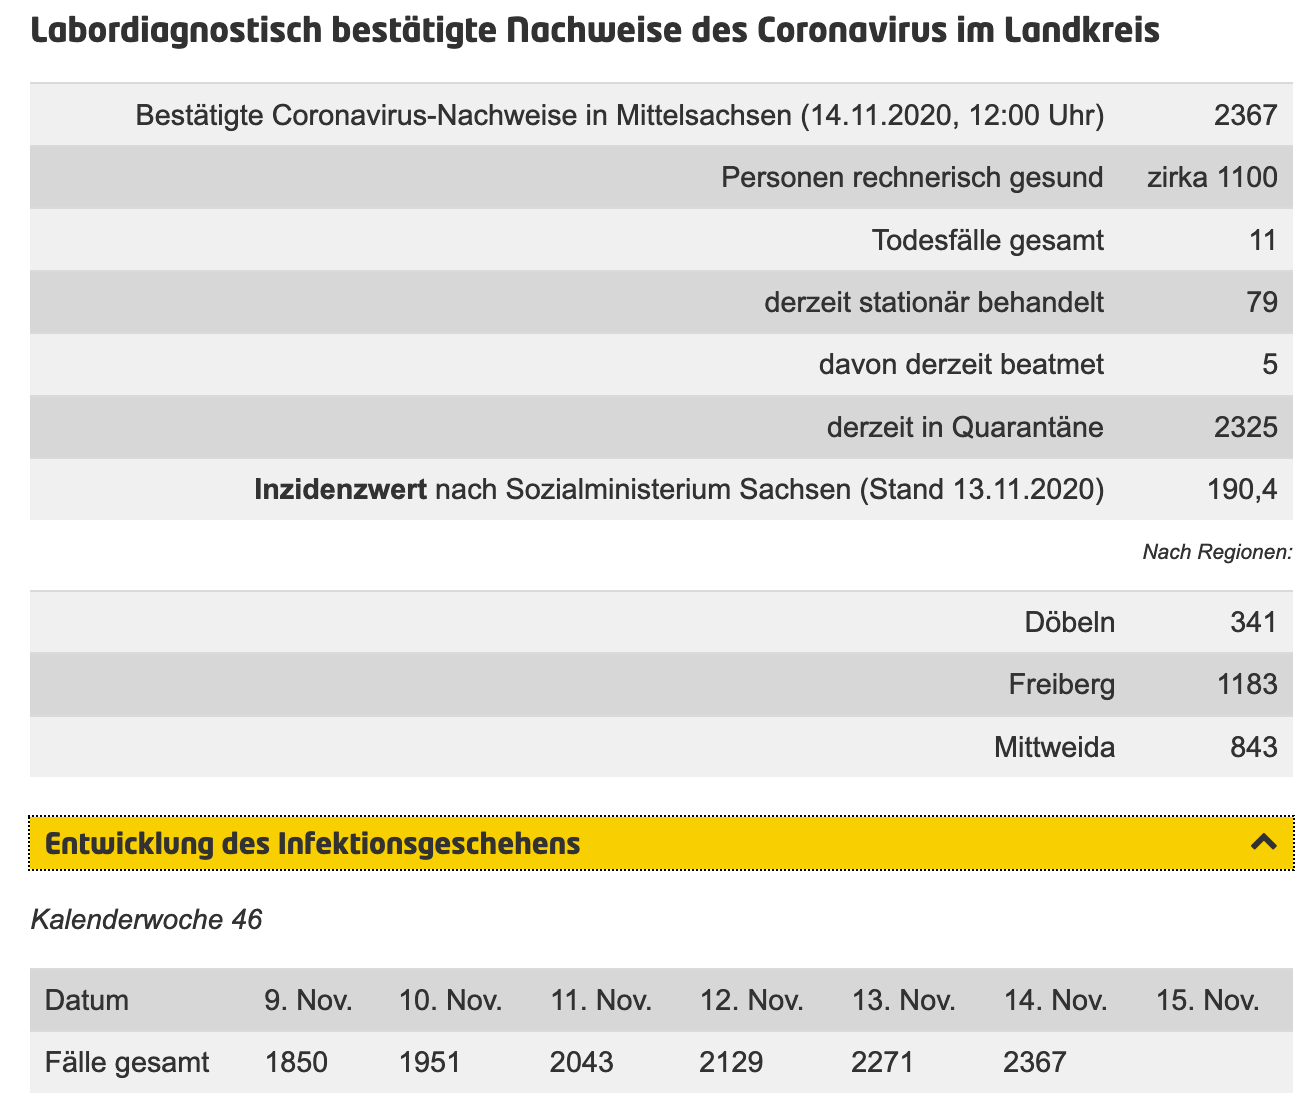 Labordiagnostisch bestätigte Nachweise des Coronavirus im Landkreis
Bestätigte Coronavirus-Nachweise in Mittelsachsen (14.11.2020, 12:00 Uhr) 2367
Personen rechnerisch gesund zirka 1100
Todesfälle gesamt 11
derzeit stationär behandelt 79
davon derzeit beatmet 5
derzeit in Quarantäne 2325
Inzidenzwert nach Sozialministerium Sachsen (Stand 13.11.2020) 190,4
Nach Regionen:
Döbeln 341
Freiberg 1183
Mittweida 843
Entwicklung des Infektionsgeschehens
Kalenderwoche 46
Datum 9. Nov. 10. Nov. 11. Nov. 12. Nov. 13. Nov. 14. Nov. 15. Nov.
Fälle gesamt 1850 1951 2043 2129 2271 2367